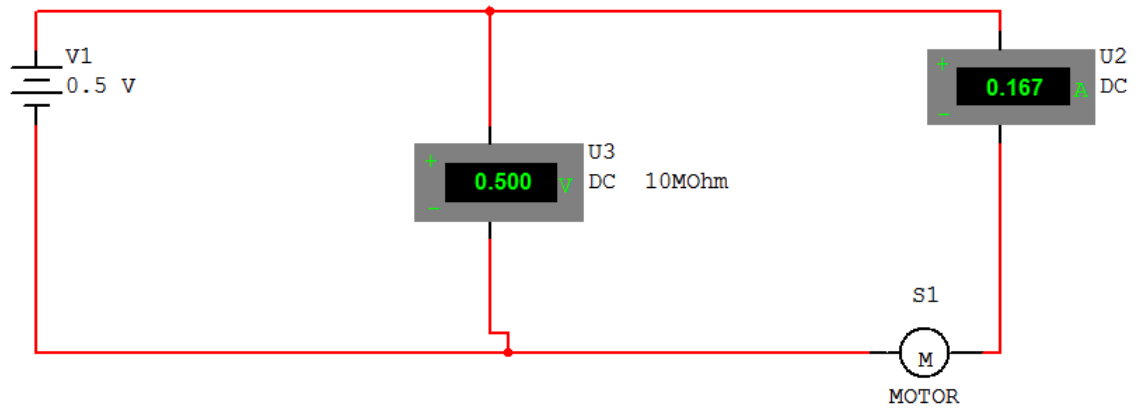 V1
0.5 V
+
0.500 V
-
U3
DC 10MOhm
+
0.167 A
-
U2
DC
S1
M
MOTOR